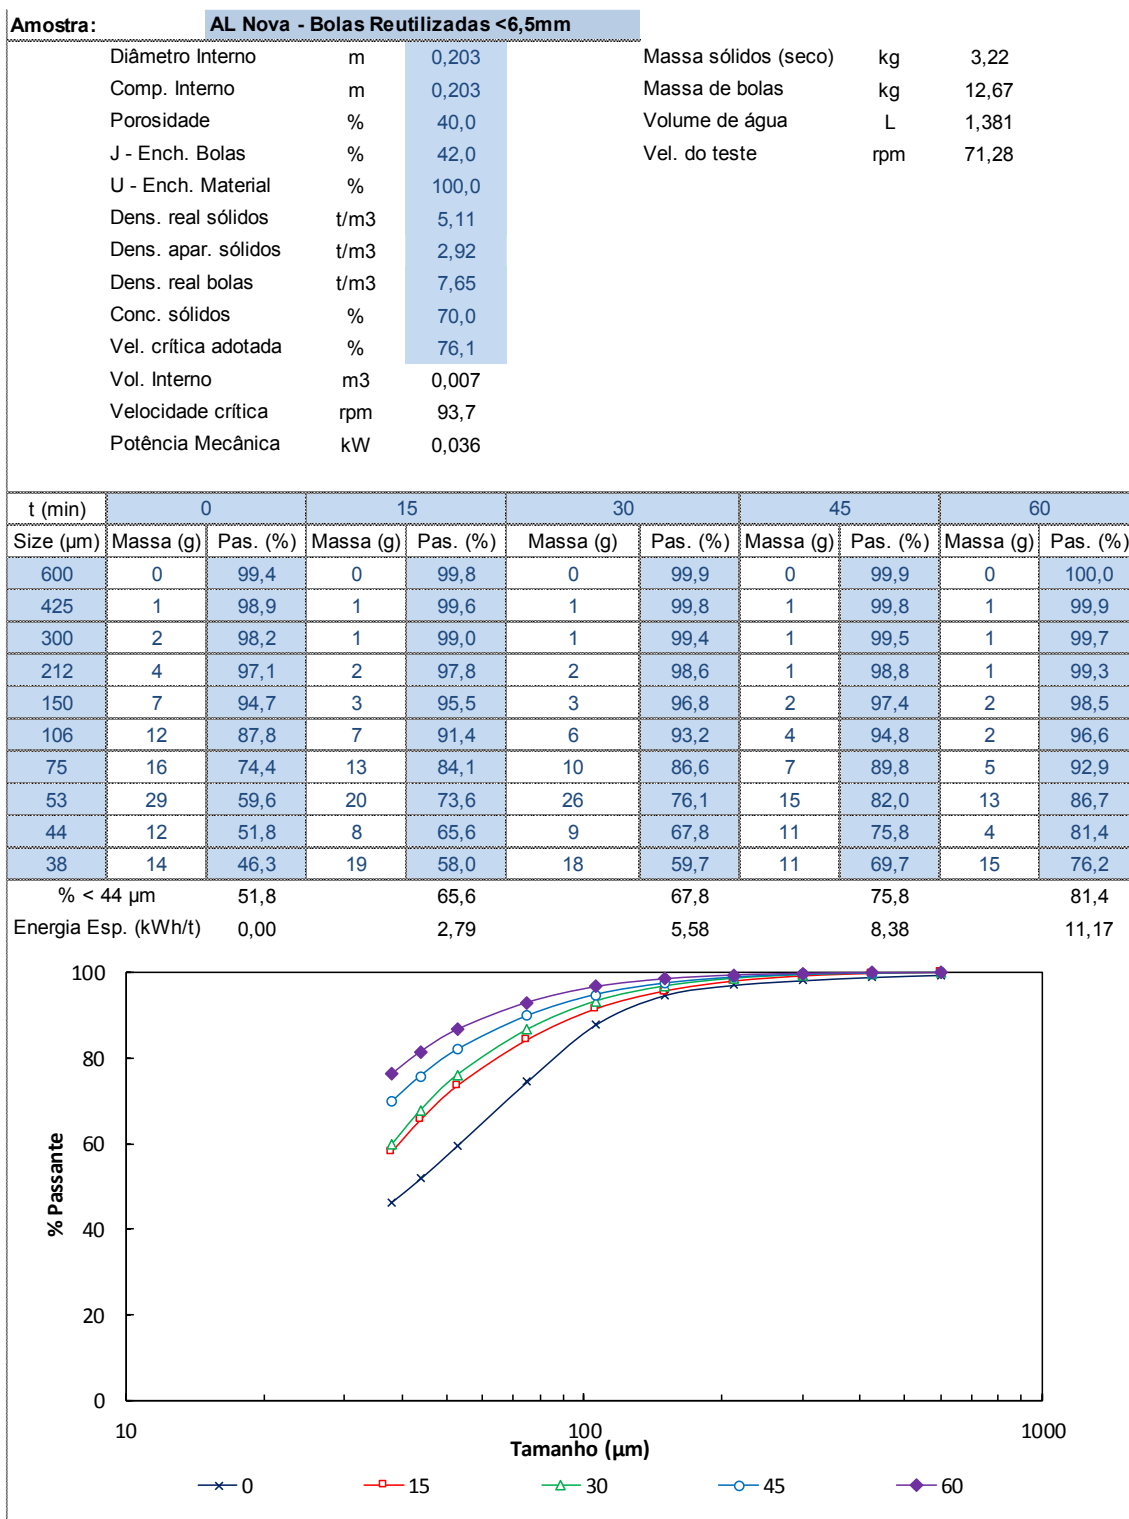 Amostra: AL Nova - Bolas Reutilizadas <6,5mm
Diâmetro Interno m 0,203 Massa sólidos (seco) kg 3,22
Comp. Interno m 0,203 Massa de bolas kg 12,67
Porosidade % 40,0 Volume de água L 1,381
J - Ench. Bolas % 42,0 Vel. do teste rpm 71,28
U - Ench. Material % 100,0
Dens. real sólidos t/m3 5,11
Dens. apar. sólidos t/m3 2,92
Dens. real bolas t/m3 7,65
Conc. sólidos % 70,0
Vel. crítica adotada % 76,1
Vol. Interno m3 0,007
Velocidade crítica rpm 93,7
Potência Mecânica kW 0,036
t (min) 0 15 30 45 60
Size (µm) Massa (g) Pas. (%) Massa (g) Pas. (%) Massa (g) Pas. (%) Massa (g) Pas. (%) Massa (g) Pas. (%)
600 0 99,4 0 99,8 0 99,9 0 99,9 0 100,0
425 1 98,9 1 99,6 1 99,8 1 99,8 1 99,9
300 2 98,2 1 99,0 1 99,4 1 99,5 1 99,7
212 4 97,1 2 97,8 2 98,6 1 98,8 1 99,3
150 7 94,7 3 95,5 3 96,8 2 97,4 2 98,5
106 12 87,8 7 91,4 6 93,2 4 94,8 2 96,6
75 16 74,4 13 84,1 10 86,6 7 89,8 5 92,9
53 29 59,6 20 73,6 26 76,1 15 82,0 13 86,7
44 12 51,8 8 65,6 9 67,8 11 75,8 4 81,4
38 14 46,3 19 58,0 18 59,7 11 69,7 15 76,2
% < 44 µm 51,8 65,6 67,8 75,8 81,4
Energia Esp. (kWh/t) 0,00 2,79 5,58 8,38 11,17
100
80
60
40
20
0
% Passante
10 100 1000
Tamanho (µm)
0 15 30 45 60